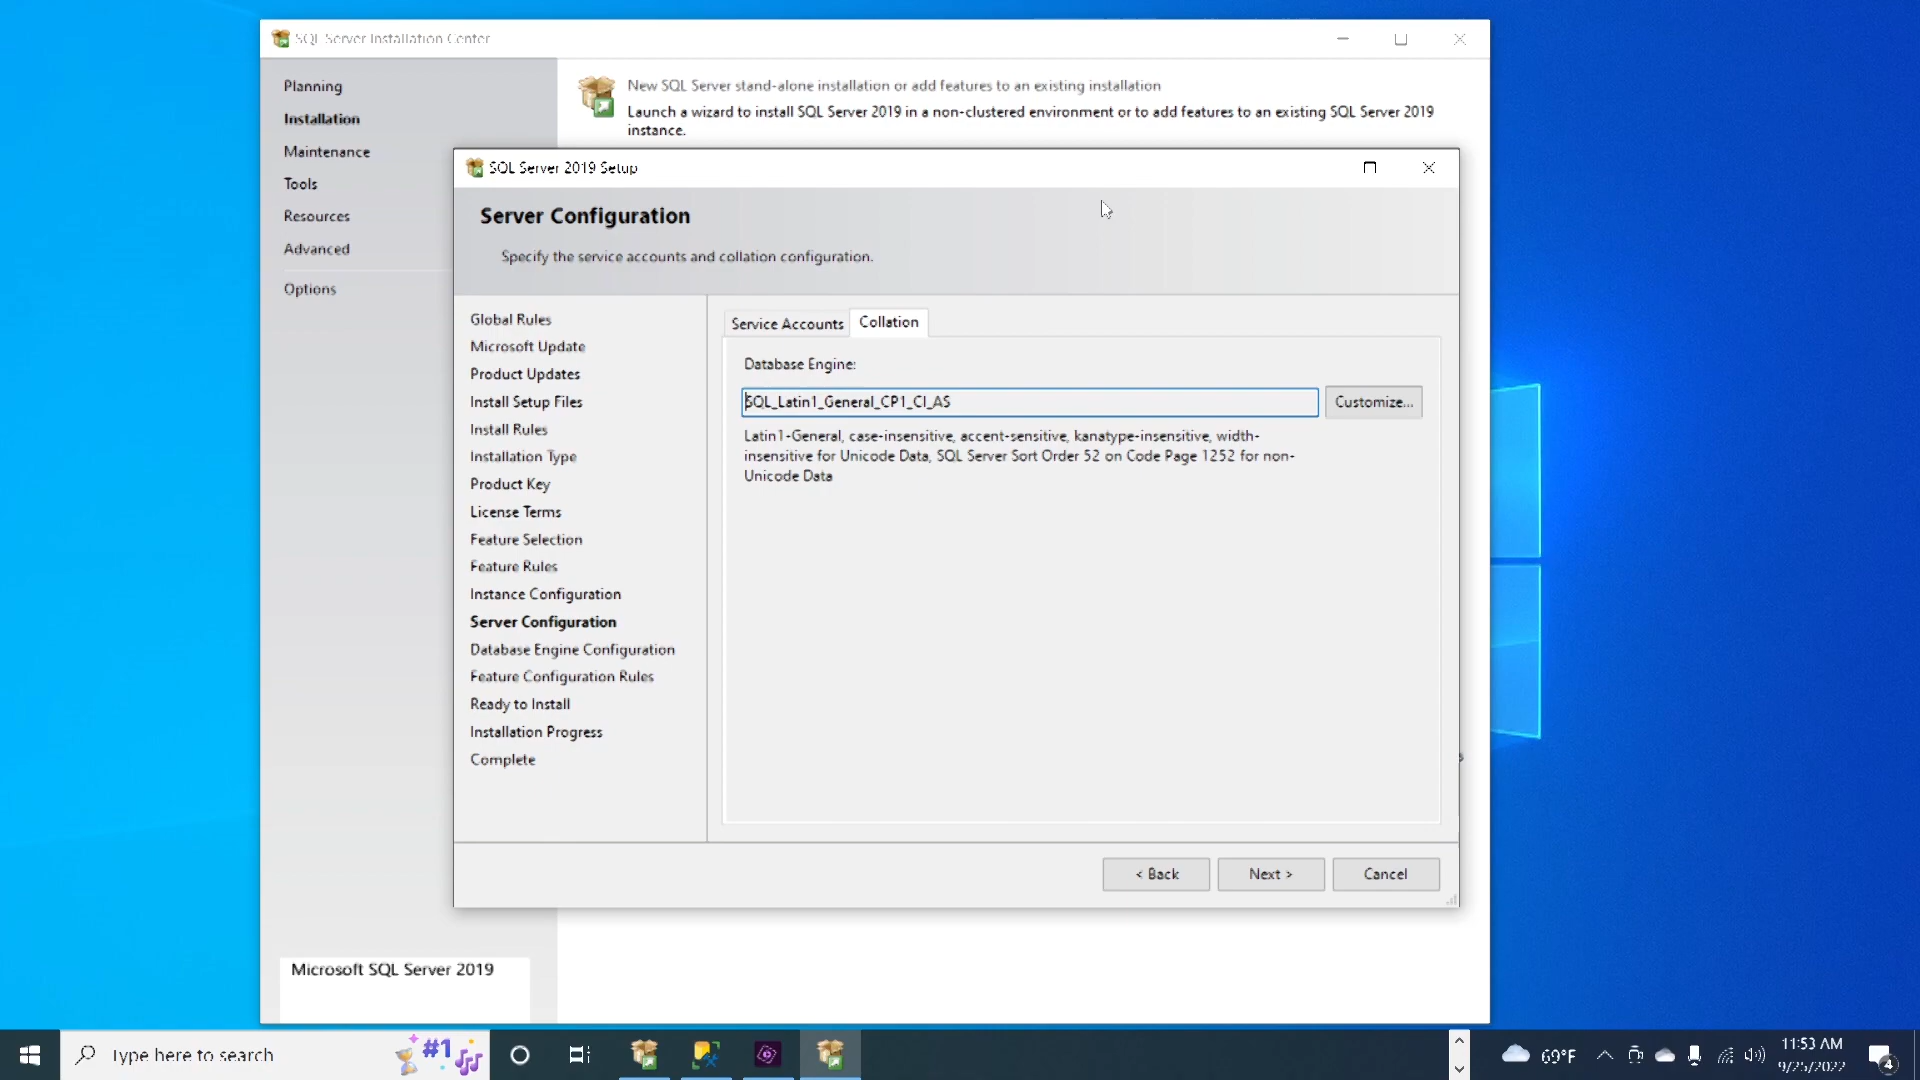 SQL Server Installation Center
Planning
Installation
Maintenance
Tools
Resources
Advanced
Options
New SQL Server stand-alone installation or add features to an existing installation
Launch a wizard to install SQL Server 2019 in a non-clustered environment or to add features to an existing SQL Server 2019
instance.
SQL Server 2019 Setup
Server Configuration
Specify the service accounts and collation configuration.
Global Rules
Microsoft Update
Product Updates
Install Setup Files
Install Rules
Installation Type
Product Key
License Terms
Feature Selection
Feature Rules
Instance Configuration
Server Configuration
Database Engine Configuration
Feature Configuration Rules
Ready to Install
Installation Progress
Complete
Service Accounts
Collation
Database Engine:
SQL_Latin1_General_CP1_CI_AS
Customize...
Latin1-General, case-insensitive, accent-sensitive, kanatype-insensitive, width-
insensitive for Unicode Data, SQL Server Sort Order 52 on Code Page 1252 for non-
Unicode Data
< Back
Next >
Cancel
Microsoft SQL Server 2019
Type here to search
#1
69°F
11:53 AM
9/25/2022
4